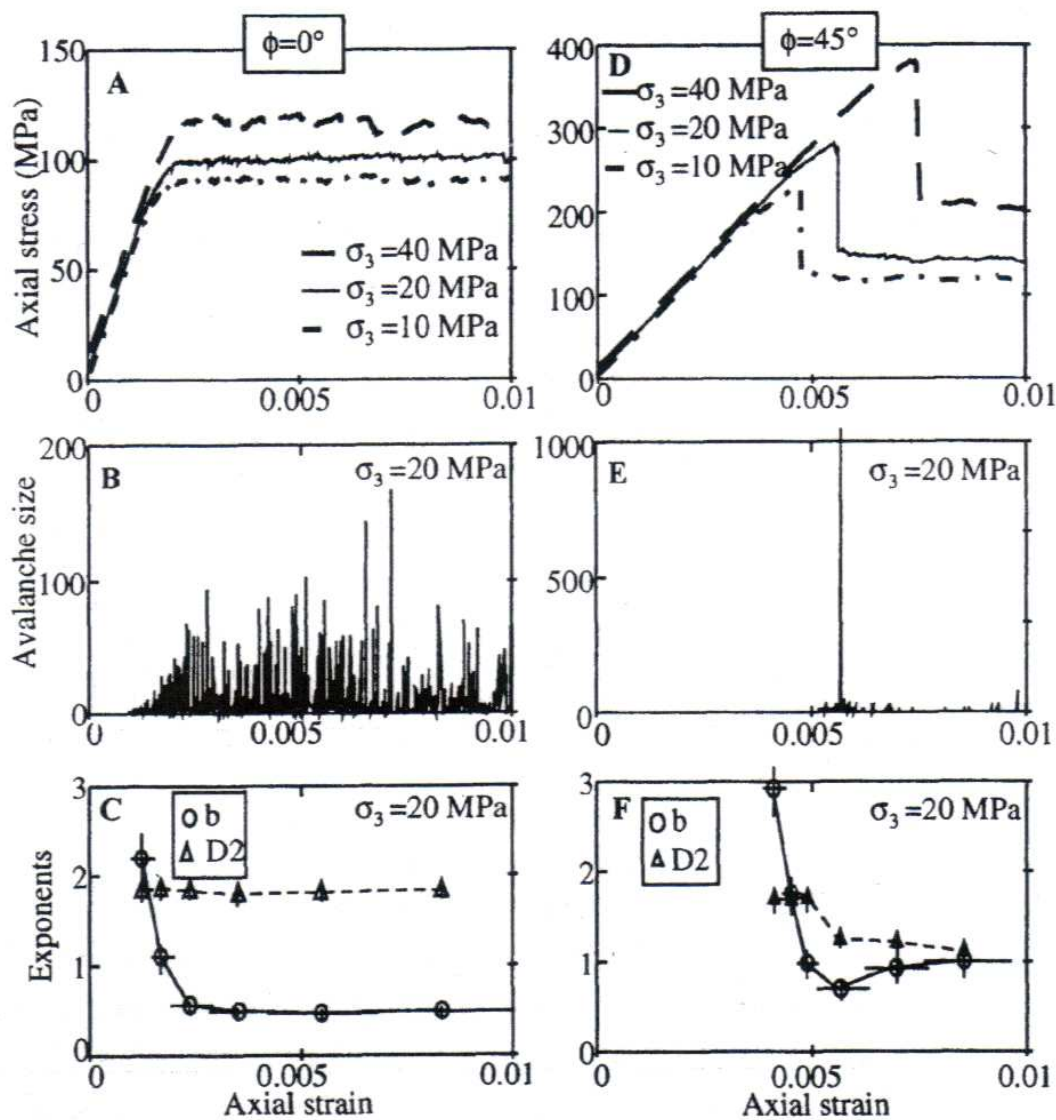 ϕ=0°
A
Axial stress (MPa)
150
100
50
0
σ₃ =40 MPa
σ₃ =20 MPa
σ₃ =10 MPa
0
0.005
0.01
ϕ=45°
D
400
300
200
100
0
σ₃ =40 MPa
σ₃ =20 MPa
σ₃ =10 MPa
0
0.005
0.01
B
σ₃=20 MPa
Avalanche size
200
100
0
0
0.005
0.01
E
σ₃=20 MPa
1000
500
0
0
0.005
0.01
C
b
D2
σ₃=20 MPa
Exponents
3
2
1
0
0
0.005
0.01
Axial strain
F
b
D2
σ₃=20 MPa
3
2
1
0
0
0.005
0.01
Axial strain